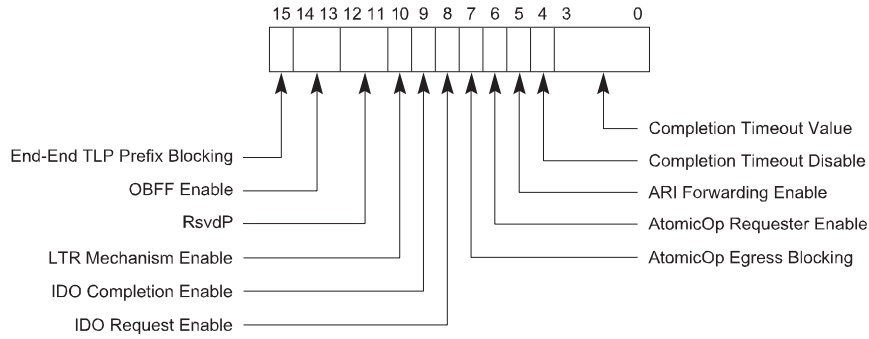 15 14 13 12 11 10 9 8 7 6 5 4 3 0
Completion Timeout Value
End-End TLP Prefix Blocking
Completion Timeout Disable
OBFF Enable
ARI Forwarding Enable
RsvdP
AtomicOp Requester Enable
LTR Mechanism Enable
AtomicOp Egress Blocking
IDO Completion Enable
IDO Request Enable